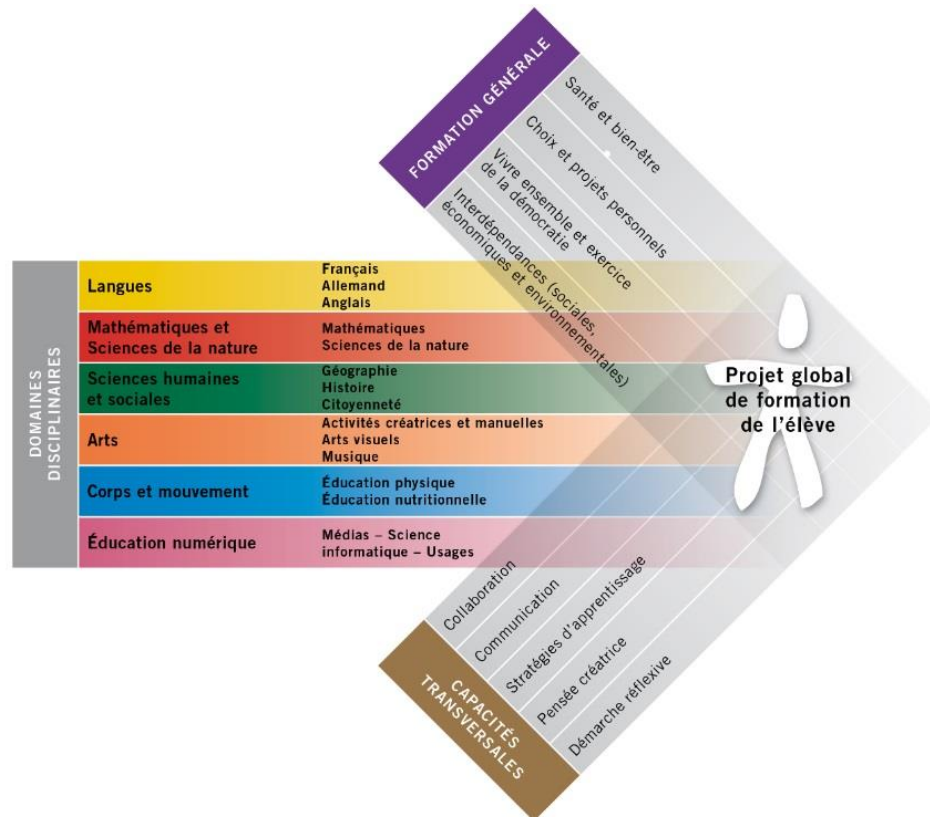 FORMATION GÉNÉRALE
Santé et bien-être
Choix et projets personnels
Vivre ensemble et exercice
de la démocratie
Interdépendances (sociales,
économiques et environnementales)
DOMAINES
DISCIPLINAIRES
Langues
Français
Allemand
Anglais
Mathématiques et
Sciences de la nature
Mathématiques
Sciences de la nature
Sciences humaines
et sociales
Géographie
Histoire
Citoyenneté
Arts
Activités créatrices et manuelles
Arts visuels
Musique
Corps et mouvement
Éducation physique
Éducation nutritionnelle
Éducation numérique
Médias – Science
informatique – Usages
Projet global
de formation
de l'élève
CAPACITÉS
TRANSVERSALES
Collaboration
Communication
Stratégies d'apprentissage
Pensée créatrice
Démarche réflexive